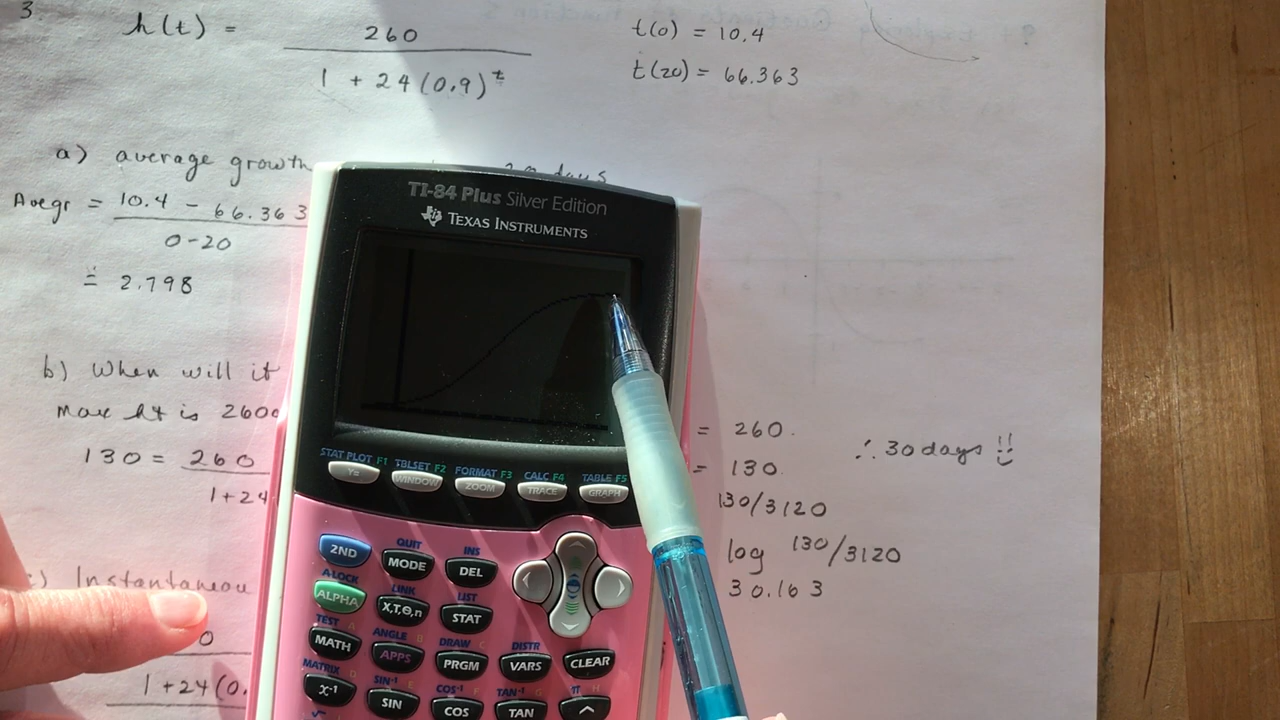 3.
h(t) = 260 / 1 + 24(0.9)^t
t(0) = 10.4
t(20) = 66.363
a) average growth days
Avegr = 10.4 - 66.363 / 0-20
≐ 2.798
b) When will it
Max ht is 260
130 = 260 / 1+24
= 260.
= 130.
130/3120
log 130/3120
30.163
∴ 30 days
c) Instantaneou
0
1+24(0.
TI-84 Plus Silver Edition
TEXAS INSTRUMENTS
STAT PLOT F1 TBLSET F2 FORMAT F3 CALC F4 TABLE F5
Y= WINDOW ZOOM TRACE GRAPH
QUIT INS
2ND MODE DEL
A-LOCK LINK LIST
ALPHA X,T,Θ,n STAT
TEST A ANGLE B DRAW C DISTR
MATH APPS PRGM VARS CLEAR
MATRIX D SIN⁻¹ E COS⁻¹ F TAN⁻¹ G π H
x⁻¹ SIN COS TAN ^